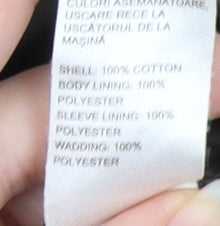 CULORI ASEMANATOARE,
USCARE RECE LA
USCĂTORUL DE LA
MAȘINĂ
SHELL: 100% COTTON
BODY LINING: 100%
POLYESTER
SLEEVE LINING: 100%
POLYESTER
WADDING: 100%
POLYESTER